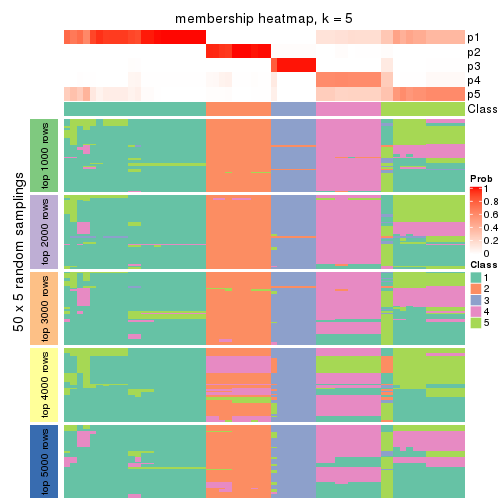 membership heatmap, k = 5
p1
p2
p3
p4
p5
Class
50 x 5 random samplings
top 1000 rows
top 2000 rows
top 3000 rows
top 4000 rows
top 5000 rows
Prob
1
0.8
0.6
0.4
0.2
0
Class
1
2
3
4
5